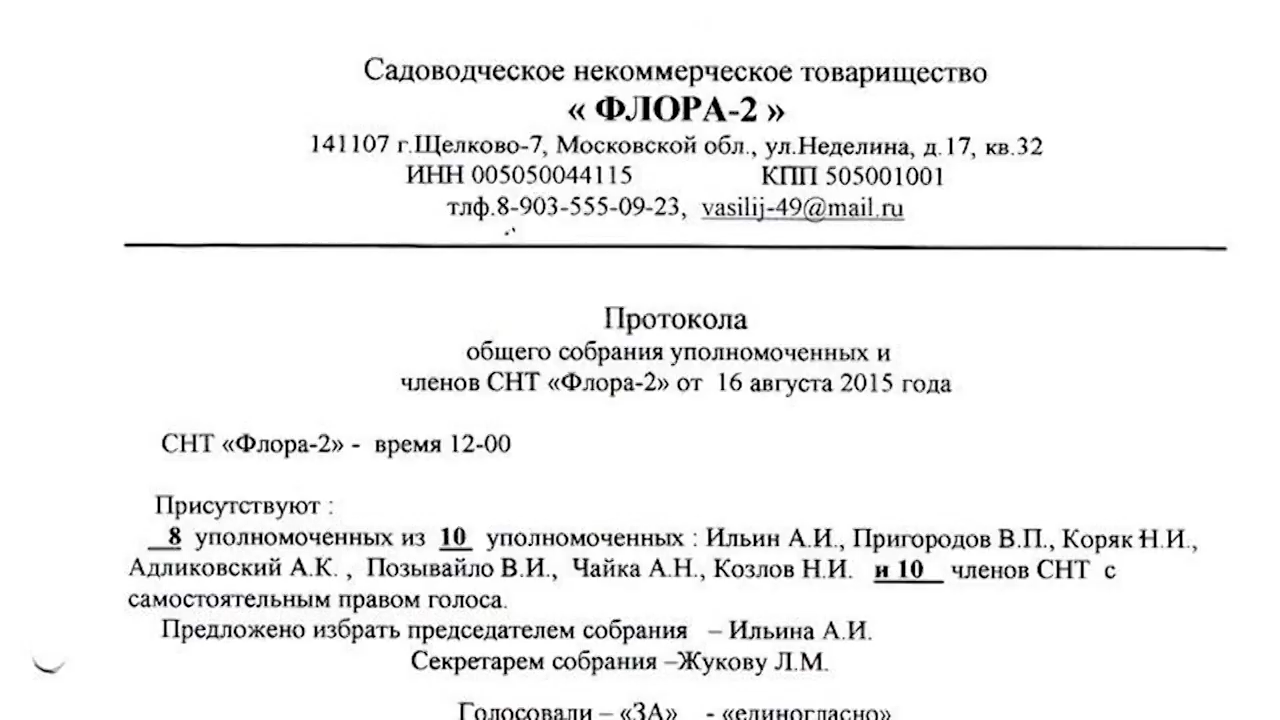 Садоводческое некоммерческое товарищество
« ФЛОРА-2 »
141107 г.Щелково-7, Московской обл., ул.Неделина, д.17, кв.32
ИНН 005050044115 КПП 505001001
тлф.8-903-555-09-23, vasilij-49@mail.ru
Протокола
общего собрания уполномоченных и
членов СНТ «Флора-2» от 16 августа 2015 года
СНТ «Флора-2» - время 12-00
Присутствуют :
8 уполномоченных из 10 уполномоченных : Ильин А.И., Пригородов В.П., Коряк Н.И.,
Адликовский А.К. , Позывайло В.И., Чайка А.Н., Козлов Н.И. и 10 членов СНТ с
самостоятельным правом голоса.
Предложено избрать председателем собрания – Ильина А.И.
Секретарем собрания –Жукову Л.М.
Голосовали – «ЗА» - «единогласно»